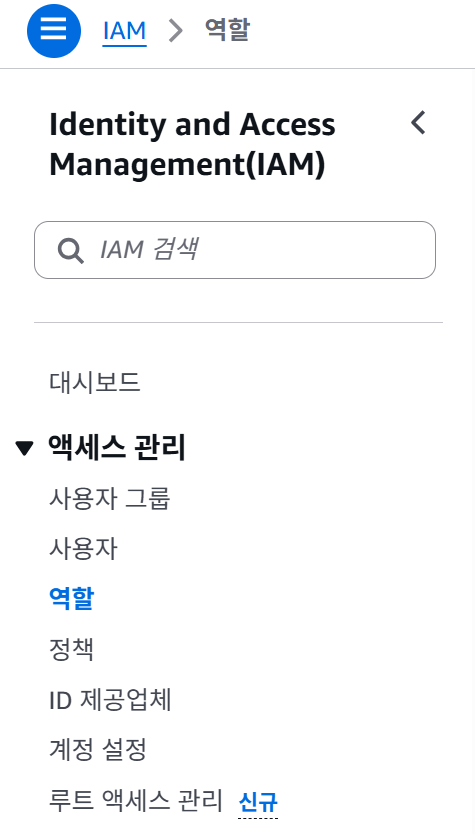 IAM > 역할
Identity and Access
Management(IAM)
IAM 검색
대시보드
액세스 관리
사용자 그룹
사용자
역할
정책
ID 제공업체
계정 설정
루트 액세스 관리 신규